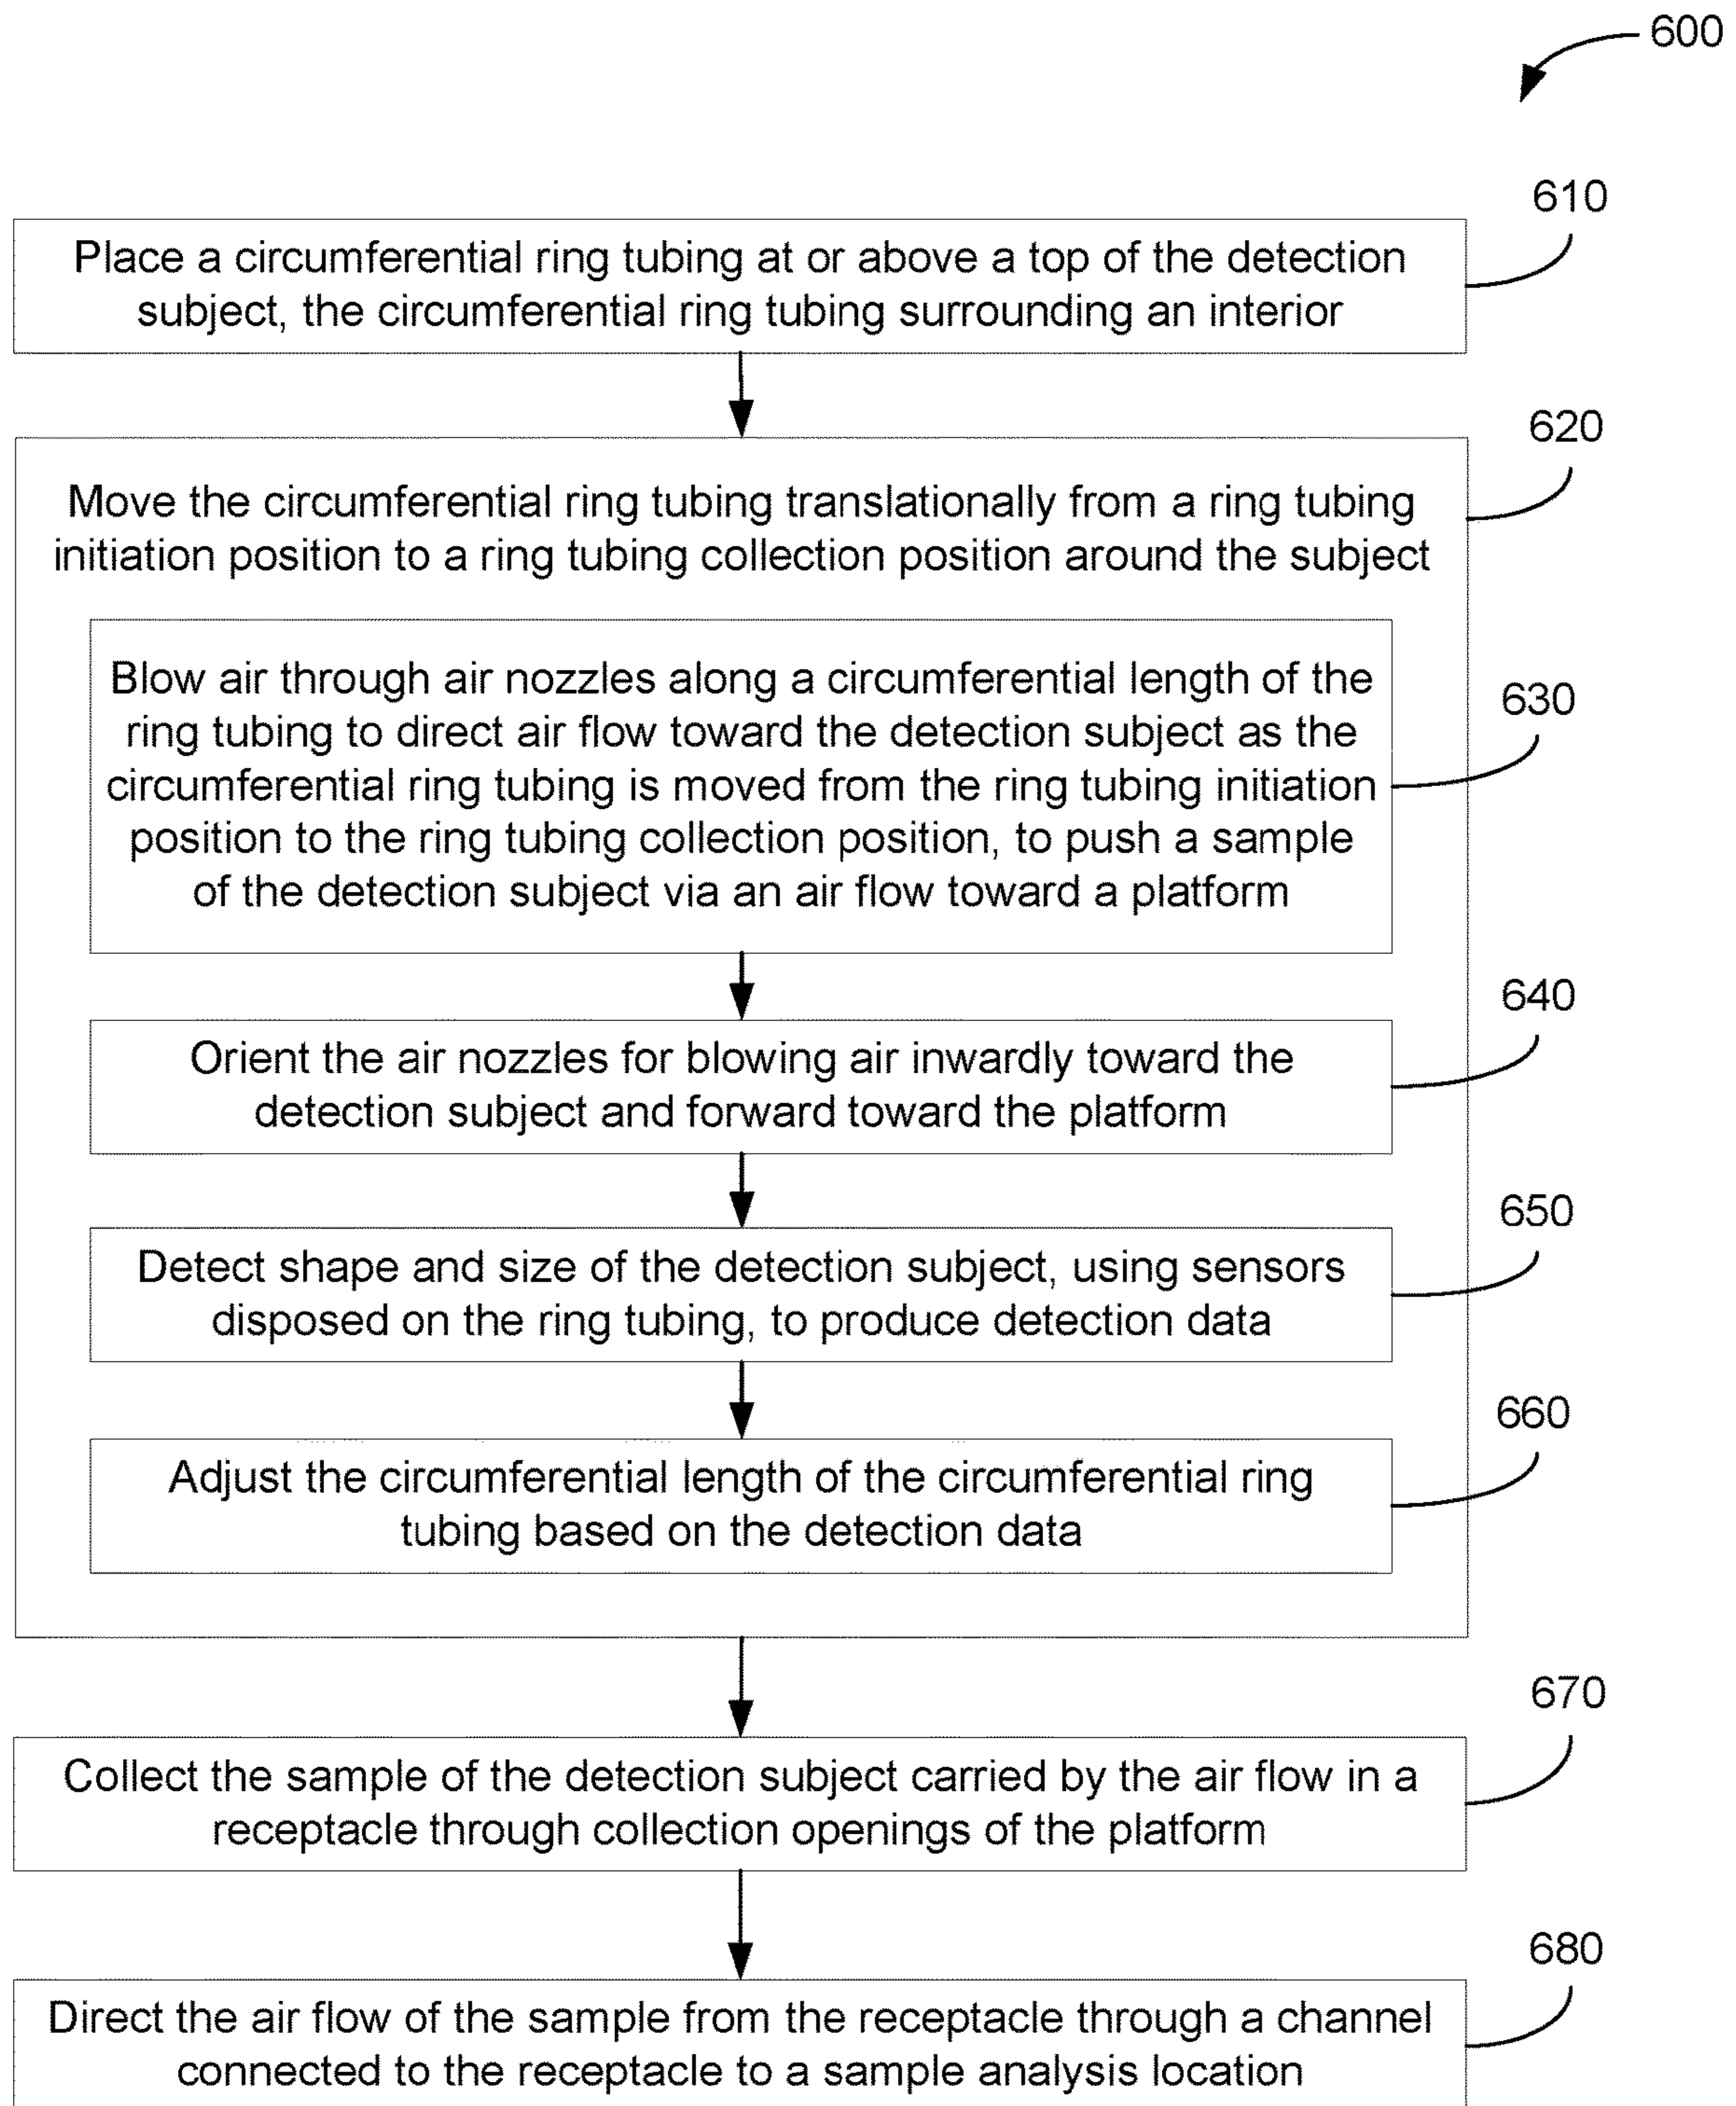 600
610
Place a circumferential ring tubing at or above a top of the detection
subject, the circumferential ring tubing surrounding an interior
620
Move the circumferential ring tubing translationally from a ring tubing
initiation position to a ring tubing collection position around the subject
630
Blow air through air nozzles along a circumferential length of the
ring tubing to direct air flow toward the detection subject as the
circumferential ring tubing is moved from the ring tubing initiation
position to the ring tubing collection position, to push a sample
of the detection subject via an air flow toward a platform
640
Orient the air nozzles for blowing air inwardly toward the
detection subject and forward toward the platform
650
Detect shape and size of the detection subject, using sensors
disposed on the ring tubing, to produce detection data
660
Adjust the circumferential length of the circumferential ring
tubing based on the detection data
670
Collect the sample of the detection subject carried by the air flow in a
receptacle through collection openings of the platform
680
Direct the air flow of the sample from the receptacle through a channel
connected to the receptacle to a sample analysis location